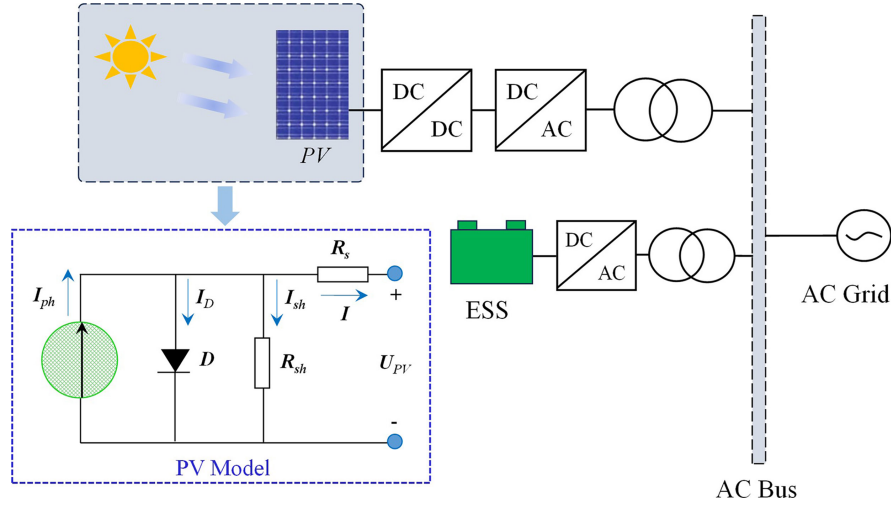 PV
DC
DC
DC
AC
DC
AC
ESS
AC Grid
AC Bus
R_s
+
I_ph
I_D
I_sh
I
D
R_sh
U_PV
-
PV Model